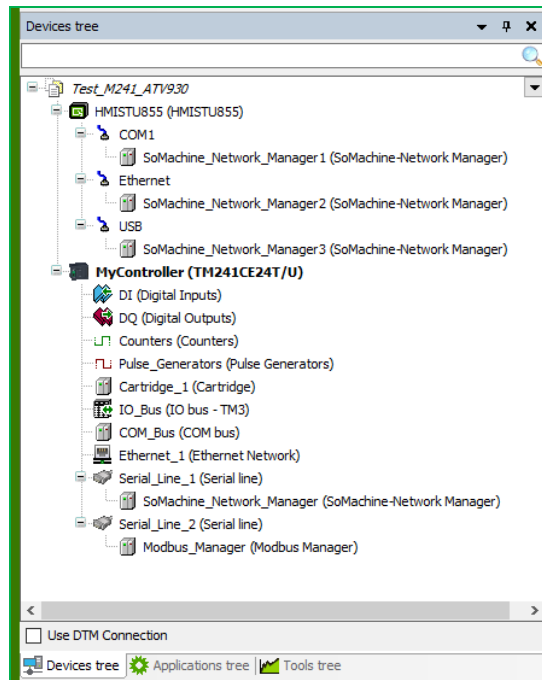 Devices tree
Test_M241_ATV930
HMISTU855 (HMISTU855)
COM1
SoMachine_Network_Manager1 (SoMachine-Network Manager)
Ethernet
SoMachine_Network_Manager2 (SoMachine-Network Manager)
USB
SoMachine_Network_Manager3 (SoMachine-Network Manager)
MyController (TM241CE24T/U)
DI (Digital Inputs)
DQ (Digital Outputs)
Counters (Counters)
Pulse_Generators (Pulse Generators)
Cartridge_1 (Cartridge)
IO_Bus (IO bus - TM3)
COM_Bus (COM bus)
Ethernet_1 (Ethernet Network)
Serial_Line_1 (Serial line)
SoMachine_Network_Manager (SoMachine-Network Manager)
Serial_Line_2 (Serial line)
Modbus_Manager (Modbus Manager)
Use DTM Connection
Devices tree Applications tree Tools tree